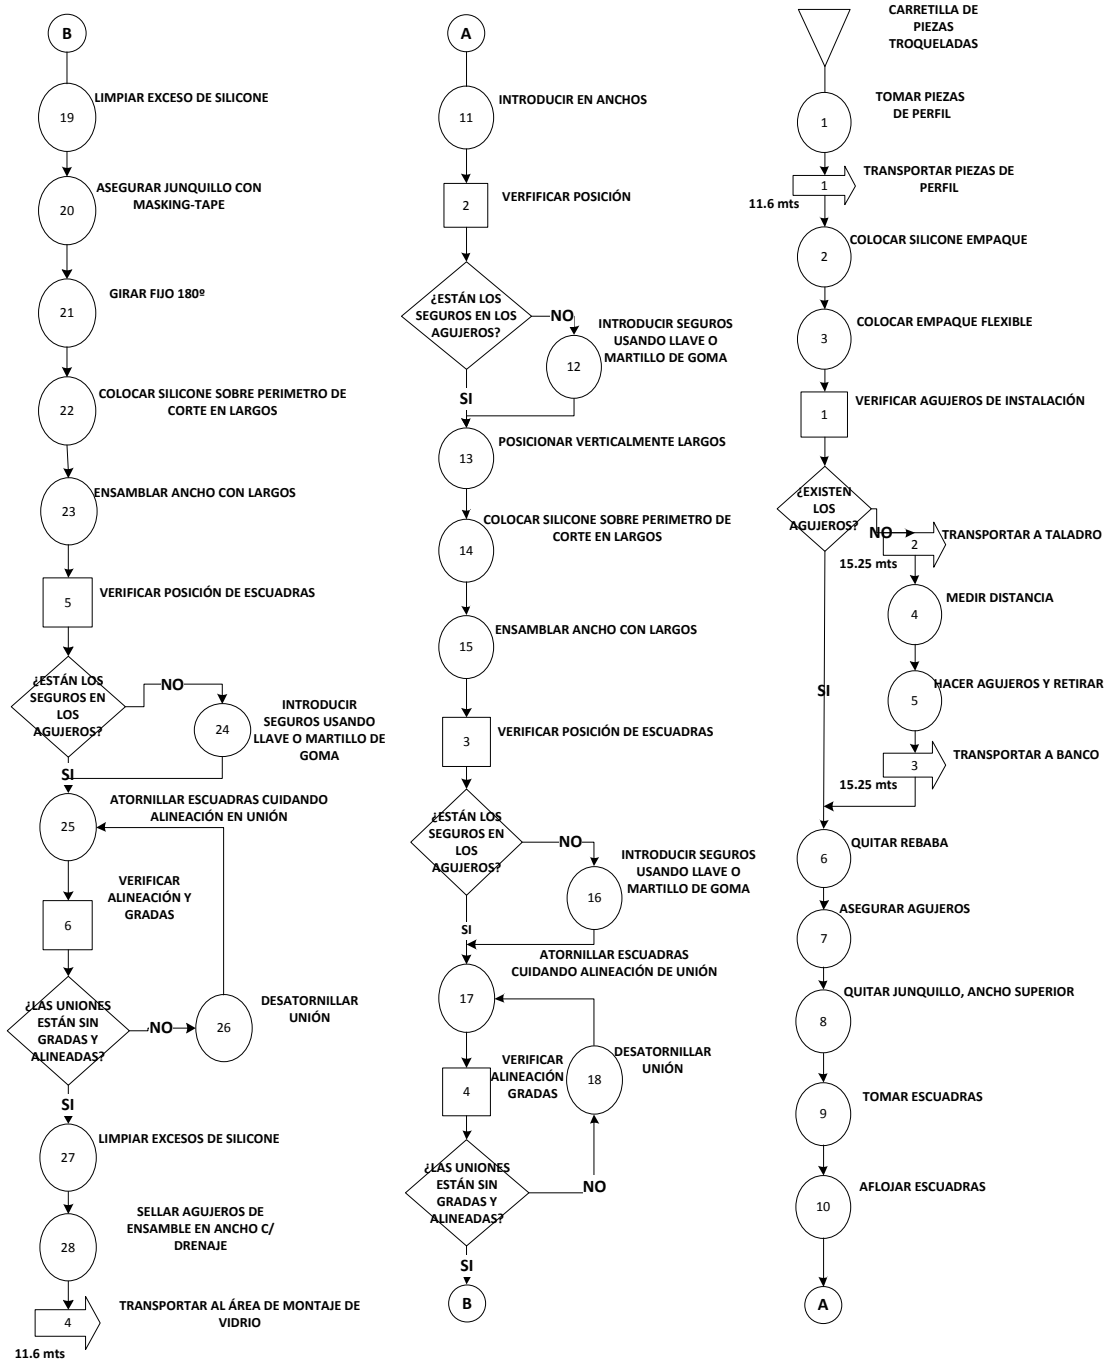 B
19
LIMPIAR EXCESO DE SILICONE
20
ASEGURAR JUNQUILLO CON
MASKING-TAPE
21
GIRAR FIJO 180º
22
COLOCAR SILICONE SOBRE PERIMETRO DE
CORTE EN LARGOS
23
ENSAMBLAR ANCHO CON LARGOS
5
VERIFICAR POSICIÓN DE ESCUADRAS
¿ESTÁN LOS
SEGUROS EN
LOS
AGUJEROS?
NO
24
INTRODUCIR
SEGUROS USANDO
LLAVE O MARTILLO DE
GOMA
SI
25
ATORNILLAR ESCUADRAS CUIDANDO
ALINEACIÓN EN UNIÓN
6
VERIFICAR
ALINEACIÓN Y
GRADAS
¿LAS UNIONES
ESTÁN SIN
GRADAS Y
ALINEADAS?
NO
26
DESATORNILLAR
UNIÓN
SI
27
LIMPIAR EXCESOS DE SILICONE
28
SELLAR AGUJEROS DE
ENSAMBLE EN ANCHO C/
DRENAJE
4
TRANSPORTAR AL ÁREA DE MONTAJE DE
VIDRIO
11.6 mts
A
11
INTRODUCIR EN ANCHOS
2
VERFIFICAR POSICIÓN
¿ESTÁN LOS
SEGUROS EN LOS
AGUJEROS?
NO
12
INTRODUCIR SEGUROS
USANDO LLAVE O
MARTILLO DE GOMA
SI
13
POSICIONAR VERTICALMENTE LARGOS
14
COLOCAR SILICONE SOBRE PERIMETRO DE
CORTE EN LARGOS
15
ENSAMBLAR ANCHO CON LARGOS
3
VERIFICAR POSICIÓN DE ESCUADRAS
¿ESTÁN LOS
SEGUROS EN
LOS
AGUJEROS?
NO
16
INTRODUCIR SEGUROS
USANDO LLAVE O
MARTILLO DE GOMA
SI
17
ATORNILLAR ESCUADRAS
CUIDANDO ALINEACIÓN DE UNIÓN
4
VERIFICAR
ALINEACIÓN
GRADAS
18
DESATORNILLAR
UNIÓN
¿LAS UNIONES
ESTÁN SIN
GRADAS Y
ALINEADAS?
NO
SI
B
CARRETILLA DE
PIEZAS
TROQUELADAS
1
TOMAR PIEZAS
DE PERFIL
1
TRANSPORTAR PIEZAS DE
PERFIL
11.6 mts
2
COLOCAR SILICONE EMPAQUE
3
COLOCAR EMPAQUE FLEXIBLE
1
VERIFICAR AGUJEROS DE INSTALACIÓN
¿EXISTEN
LOS
AGUJEROS?
NO
2
TRANSPORTAR A TALADRO
15.25 mts
4
MEDIR DISTANCIA
5
HACER AGUJEROS Y RETIRAR
SI
3
TRANSPORTAR A BANCO
15.25 mts
6
QUITAR REBABA
7
ASEGURAR AGUJEROS
8
QUITAR JUNQUILLO, ANCHO SUPERIOR
9
TOMAR ESCUADRAS
10
AFLOJAR ESCUADRAS
A